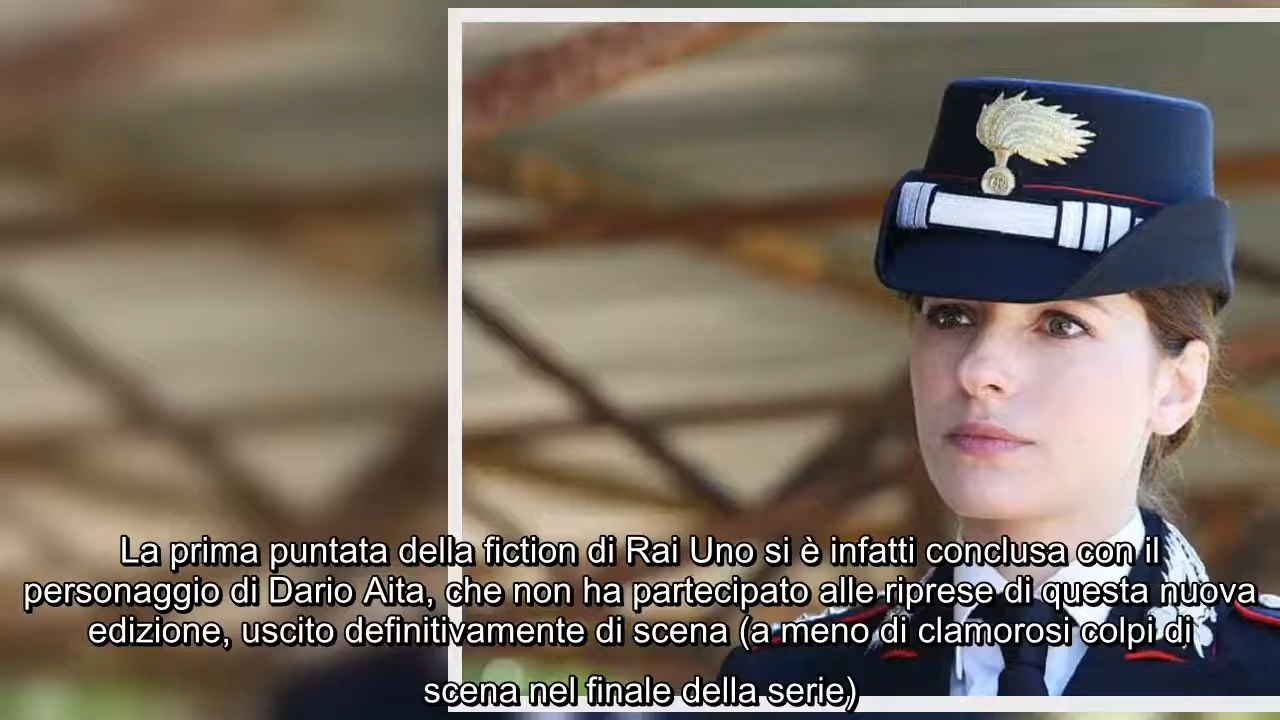 La prima puntata della fiction di Rai Uno si è infatti conclusa con il
personaggio di Dario Aita, che non ha partecipato alle riprese di questa nuova
edizione, uscito definitivamente di scena (a meno di clamorosi colpi di
scena nel finale della serie)